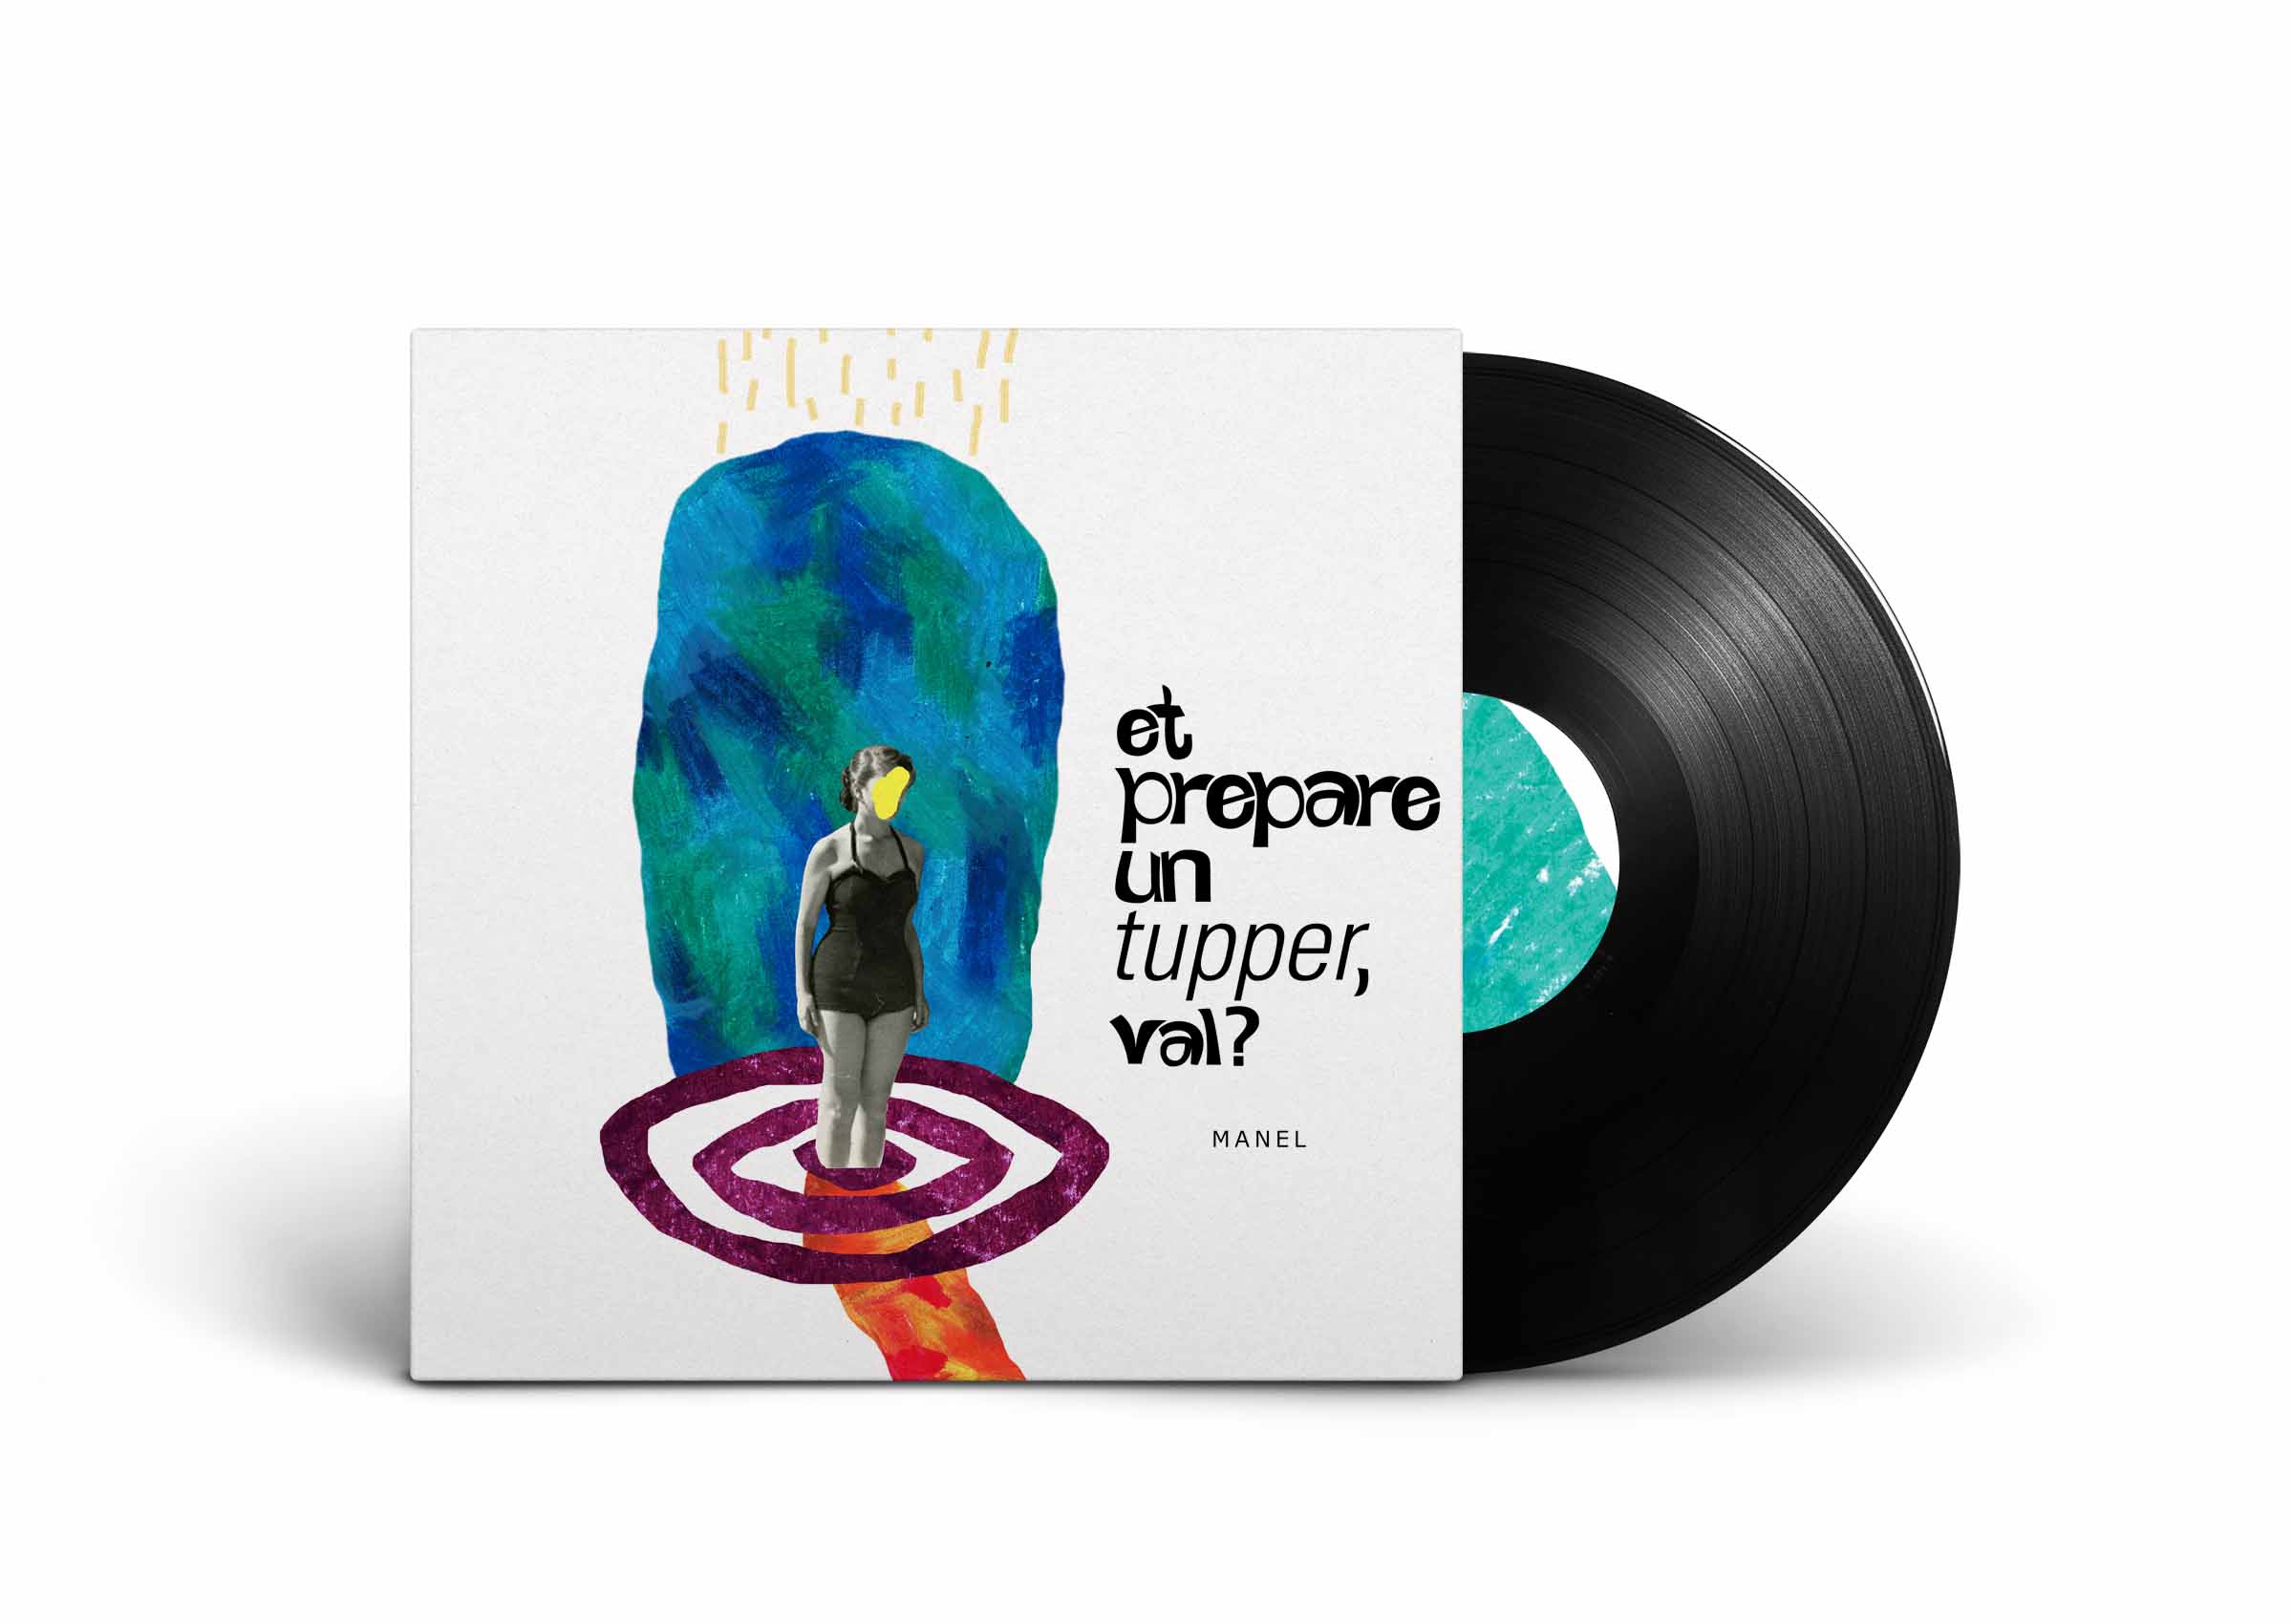 et
prepare
un
tupper,
val?
MANEL